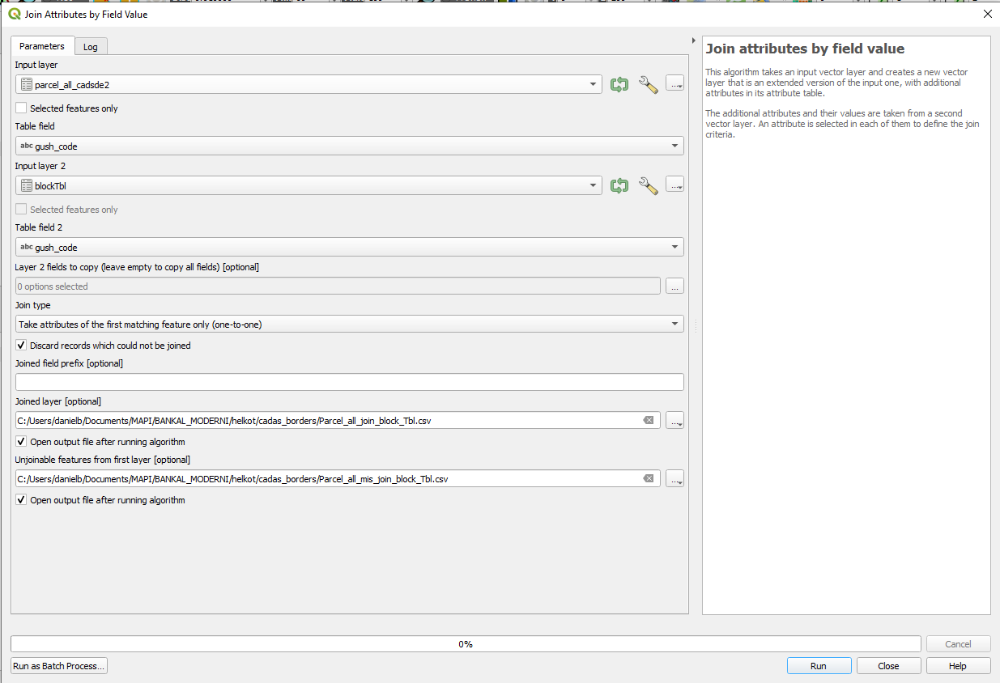 Join Attributes by Field Value
Parameters
Log
Input layer
parcel_all_cadsde2
...
Selected features only
Table field
abc gush_code
Input layer 2
blockTbl
...
Selected features only
Table field 2
abc gush_code
Layer 2 fields to copy (leave empty to copy all fields) [optional]
0 options selected
...
Join type
Take attributes of the first matching feature only (one-to-one)
Discard records which could not be joined
Joined field prefix [optional]
Joined layer [optional]
C:/Users/danielb/Documents/MAPI/BANKAL_MODERNI/helkot/cadas_borders/Parcel_all_join_block_Tbl.csv
...
Open output file after running algorithm
Unjoinable features from first layer [optional]
C:/Users/danielb/Documents/MAPI/BANKAL_MODERNI/helkot/cadas_borders/Parcel_all_mis_join_block_Tbl.csv
...
Open output file after running algorithm
Join attributes by field value
This algorithm takes an input vector layer and creates a new vector
layer that is an extended version of the input one, with additional
attributes in its attribute table.
The additional attributes and their values are taken from a second
vector layer. An attribute is selected in each of them to define the join
criteria.
0%
Cancel
Run as Batch Process...
Run
Close
Help